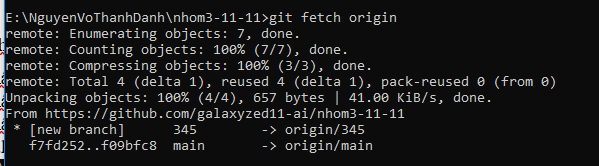 E:\NguyenVoThanhDanh\nhom3-11-11>git fetch origin
remote: Enumerating objects: 7, done.
remote: Counting objects: 100% (7/7), done.
remote: Compressing objects: 100% (3/3), done.
remote: Total 4 (delta 1), reused 4 (delta 1), pack-reused 0 (from 0)
Unpacking objects: 100% (4/4), 657 bytes | 41.00 KiB/s, done.
From https://github.com/galaxyzed11-ai/nhom3-11-11
 * [new branch]      345        -> origin/345
   f7fd252..f09bfc8  main       -> origin/main